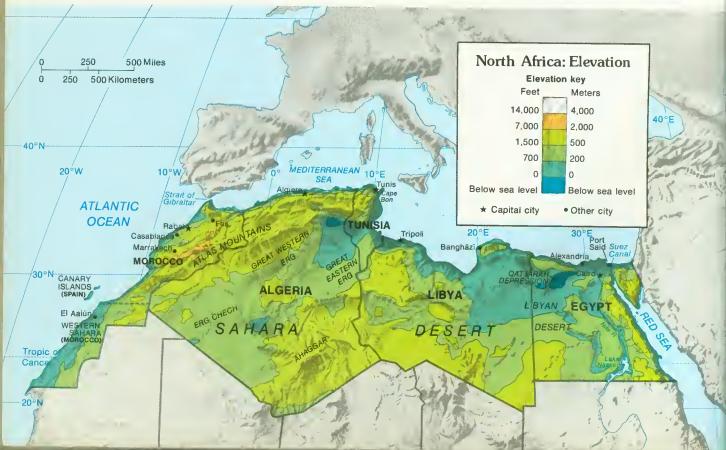 North Africa: Elevation
Elevation key
Feet Meters
14,000 4,000
7,000 2,000
1,500 500
700 200
0 0
Below sea level Below sea level
★ Capital city • Other city
0 250 500 Miles
0 250 500 Kilometers
40°N
20°W
10°W
0°
10°E
20°E
30°E
40°E
30°N
20°N
Tropic of
Cancer
ATLANTIC
OCEAN
MEDITERRANEAN
SEA
RED SEA
Strait of
Gibraltar
Suez
Canal
Port
Said
Cape
Bon
Tunis
Algiers
Rabat
Casablanca
Fès
Marrakech
MOROCCO
ATLAS MOUNTAINS
GREAT WESTERN
ERG
GREAT
EASTERN
ERG
TUNISIA
Tripoli
Banghāzī
Alexandria
Cairo
QATTARAH
DEPRESSION
CANARY
ISLANDS
(SPAIN)
El Aaiún
WESTERN
SAHARA
(MOROCCO)
ALGERIA
LIBYA
EGYPT
ERG CHECH
AHAGGAR
SAHARA DESERT
LIBYAN
DESERT